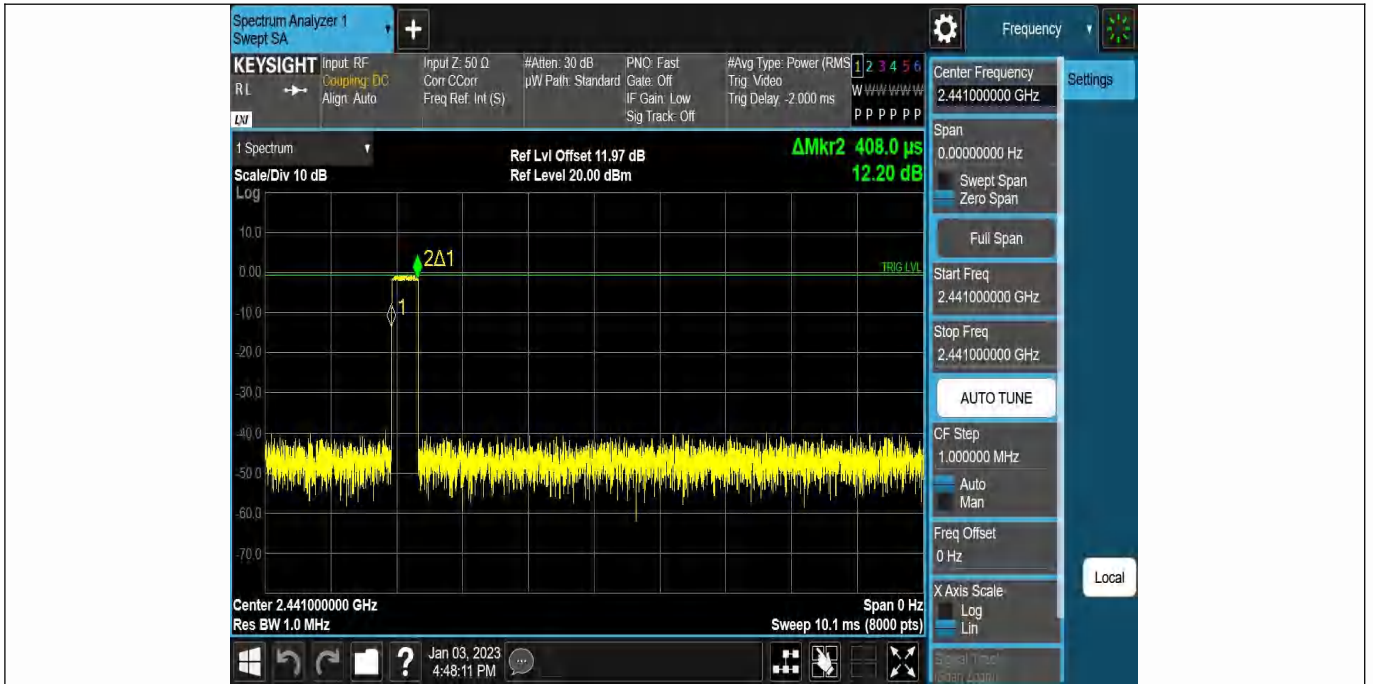 Spectrum Analyzer 1
Swept SA
Frequency
KEYSIGHT
RL
LXI
Input: RF
Coupling: DC
Align: Auto
Input Z: 50 Ω
Corr CCorr
Freq Ref: Int (S)
#Atten: 30 dB
µW Path: Standard
PNO: Fast
Gate: Off
IF Gain: Low
Sig Track: Off
#Avg Type: Power (RMS
Trig: Video
Trig Delay: -2.000 ms
1 2 3 4 5 6
W W W W W W
P P P P P P
Center Frequency
2.441000000 GHz
Settings
Span
0.00000000 Hz
Swept Span
Zero Span
Full Span
Start Freq
2.441000000 GHz
Stop Freq
2.441000000 GHz
AUTO TUNE
CF Step
1.000000 MHz
Auto
Man
Freq Offset
0 Hz
X Axis Scale
Log
Lin
Local
1 Spectrum
Scale/Div 10 dB
Ref Lvl Offset 11.97 dB
Ref Level 20.00 dBm
ΔMkr2 408.0 µs
12.20 dB
Log
10.0
0.00
-10.0
-20.0
-30.0
-40.0
-50.0
-60.0
-70.0
2Δ1
1
TRIG LVL
Center 2.441000000 GHz
Res BW 1.0 MHz
Span 0 Hz
Sweep 10.1 ms (8000 pts)
Jan 03, 2023
4:48:11 PM